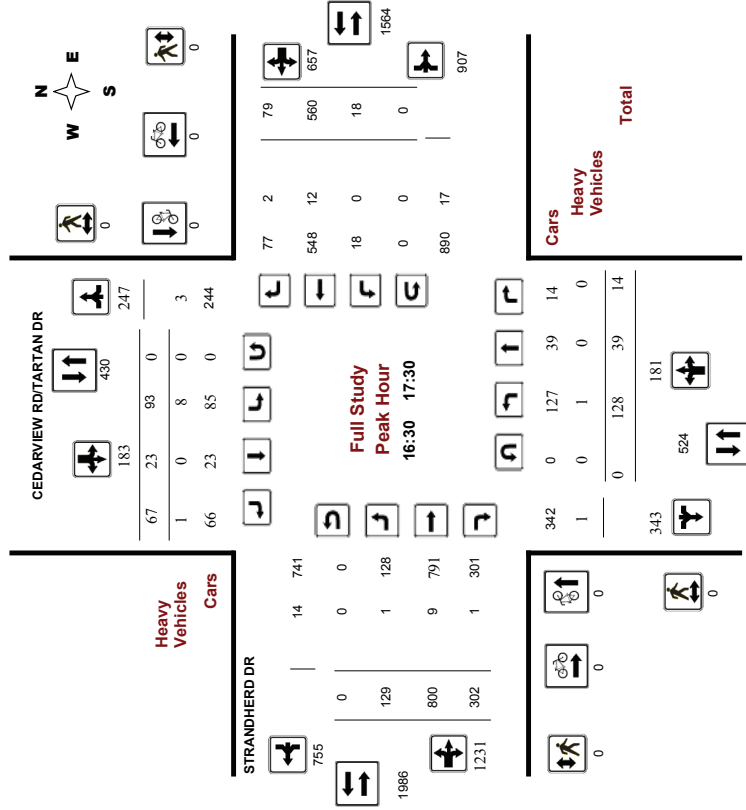 N
W E
S
0
0
0
0
CEDARVIEW RD/TARTAN DR
183
430
247
67 23 93 0
1 0 8 0 3
66 23 85 0 244
Heavy
Vehicles
Cars
657
1564
907
77 2 79
548 12 560
18 0 18
0 0 0
890 17
Full Study
Peak Hour
16:30 17:30
STRANDHERD DR
755
1986
1231
14 741
0 0 0
129 1 128
800 9 791
302 1 301
Cars
Heavy
Vehicles
Total
342 0 127 39 14
1 0 1 0 0
0 128 39 14
343
524
181
0
0
0
0